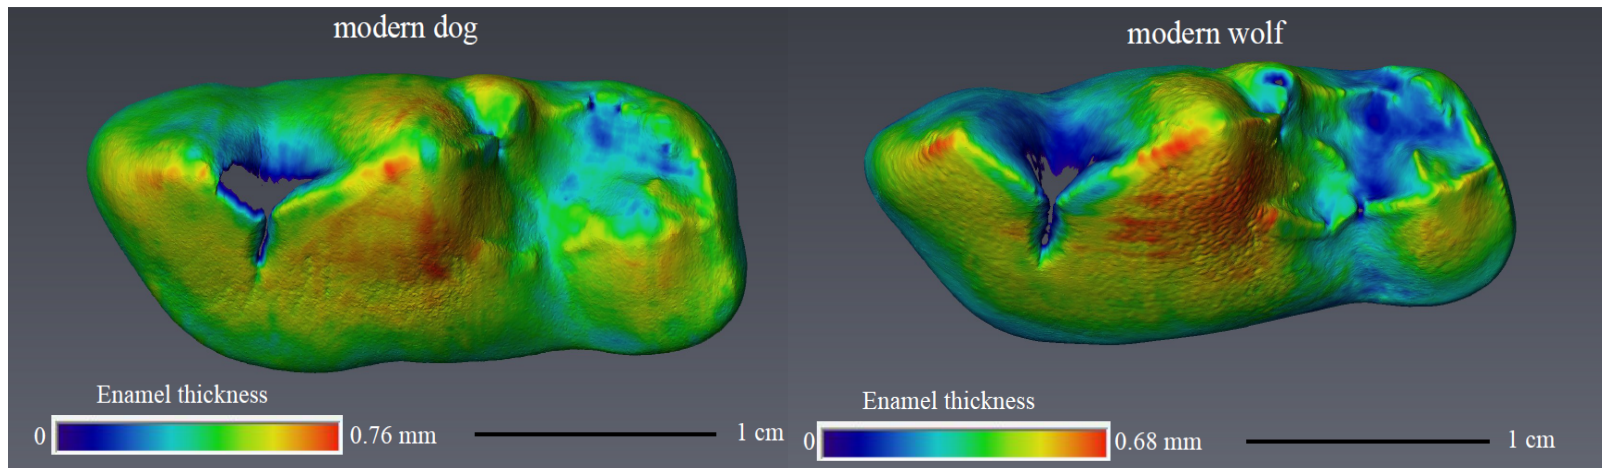 modern dog
Enamel thickness
0 0.76 mm 1 cm
modern wolf
Enamel thickness
0 0.68 mm 1 cm